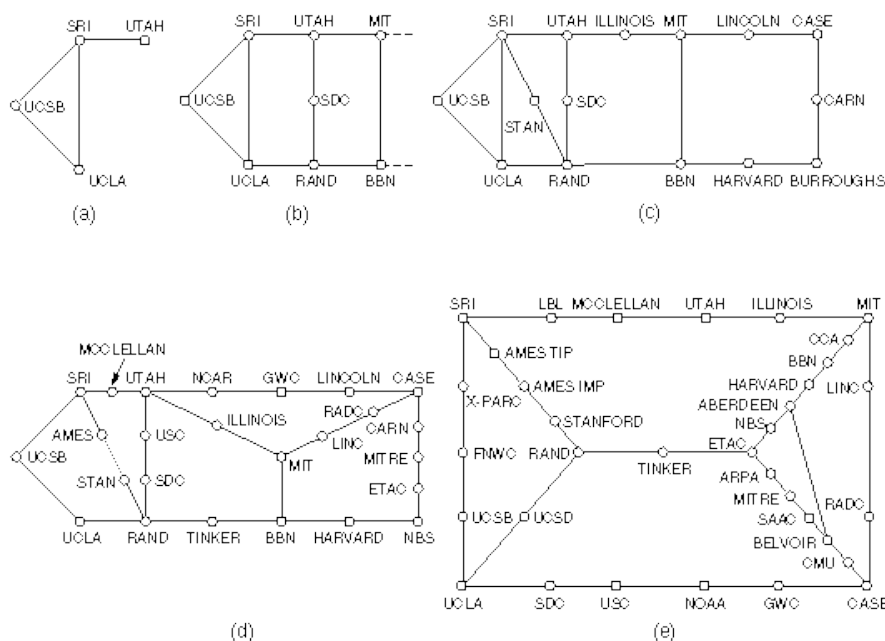 SRI UTAH
UCSB
UCLA
(a)
SRI UTAH MIT
UCSB SDC
UCLA RAND BBN
(b)
SRI UTAH ILLINOIS MIT LINCOLN CASE
UCSB SDC CARN
STAN
UCLA RAND BBN HARVARD BURROUGHS
(c)
MCCLELLAN
SRI UTAH NCAR GWC LINCOLN CASE
RADC
ILLINOIS CARN
AMES USC LINC
UCSB MIT MITRE
STAN SDC ETAC
UCLA RAND TINKER BBN HARVARD NBS
(d)
SRI LBL MCCLELLAN UTAH ILLINOIS MIT
CCA
AMES TIP BBN
AMES IMP HARVARD LINC
X-PARC ABERDEEN
STANFORD NBS
FNWC RAND ETAC
TINKER ARPA
MITRE
UCSB UCSD SAAC RADC
BELVOIR
CMU
UCLA SDC USC NOAA GWC CASE
(e)